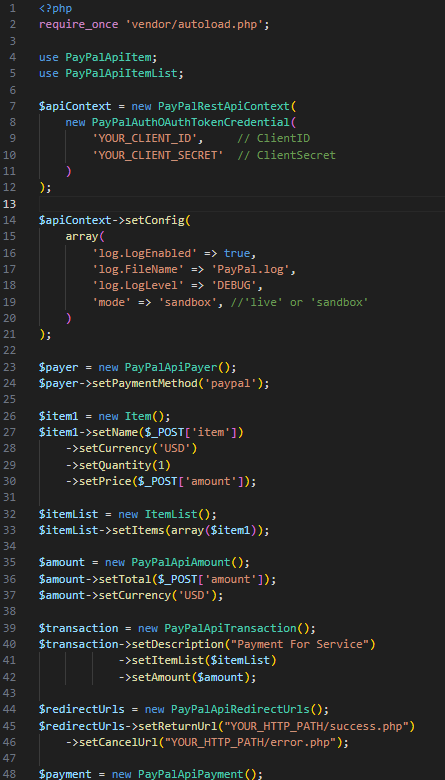 1 <?php
2 require_once 'vendor/autoload.php';
3
4 use PayPalApiItem;
5 use PayPalApiItemList;
6
7 $apiContext = new PayPalRestApiContext(
8     new PayPalAuthOAuthTokenCredential(
9         'YOUR_CLIENT_ID',     // ClientID
10         'YOUR_CLIENT_SECRET'  // ClientSecret
11     )
12 );
13
14 $apiContext->setConfig(
15     array(
16         'log.LogEnabled' => true,
17         'log.FileName' => 'PayPal.log',
18         'log.LogLevel' => 'DEBUG',
19         'mode' => 'sandbox', //'live' or 'sandbox'
20     )
21 );
22
23 $payer = new PayPalApiPayer();
24 $payer->setPaymentMethod('paypal');
25
26 $item1 = new Item();
27 $item1->setName($_POST['item'])
28     ->setCurrency('USD')
29     ->setQuantity(1)
30     ->setPrice($_POST['amount']);
31
32 $itemList = new ItemList();
33 $itemList->setItems(array($item1));
34
35 $amount = new PayPalApiAmount();
36 $amount->setTotal($_POST['amount']);
37 $amount->setCurrency('USD');
38
39 $transaction = new PayPalApiTransaction();
40 $transaction->setDescription("Payment For Service")
41             ->setItemList($itemList)
42             ->setAmount($amount);
43
44 $redirectUrls = new PayPalApiRedirectUrls();
45 $redirectUrls->setReturnUrl("YOUR_HTTP_PATH/success.php")
46     ->setCancelUrl("YOUR_HTTP_PATH/error.php");
47
48 $payment = new PayPalApiPayment();